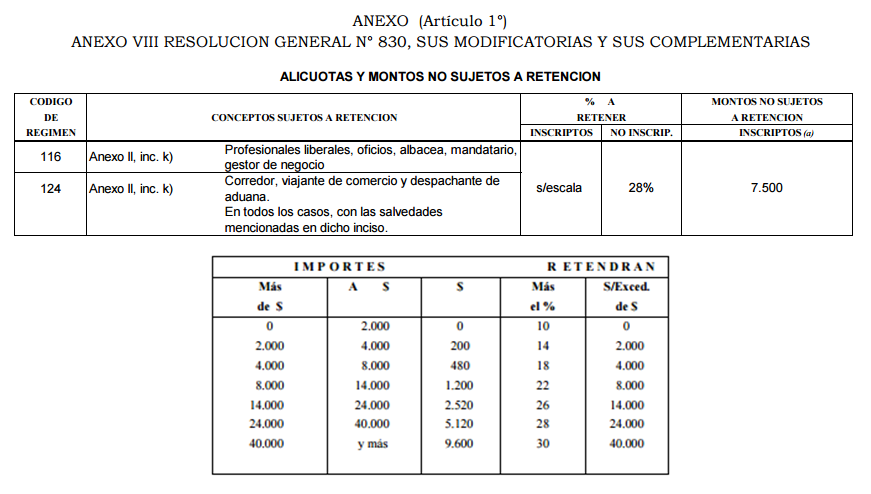 ANEXO (Artículo 1°)
ANEXO VIII RESOLUCION GENERAL N° 830, SUS MODIFICATORIAS Y SUS COMPLEMENTARIAS
ALICUOTAS Y MONTOS NO SUJETOS A RETENCION
CODIGO DE REGIMEN
CONCEPTOS SUJETOS A RETENCION
% A RETENER
MONTOS NO SUJETOS A RETENCION
INSCRIPTOS NO INSCRIP. INSCRIPTOS (a)
116 Anexo II, inc. k) Profesionales liberales, oficios, albacea, mandatario,
gestor de negocio
124 Anexo II, inc. k) Corredor, viajante de comercio y despachante de
aduana.
En todos los casos, con las salvedades
mencionadas en dicho inciso.
s/escala 28% 7.500
IMPORTES RETENDRAN
Más A $ $ Más S/Exced.
de $ el % de $
0 2.000 0 10 0
2.000 4.000 200 14 2.000
4.000 8.000 480 18 4.000
8.000 14.000 1.200 22 8.000
14.000 24.000 2.520 26 14.000
24.000 40.000 5.120 28 24.000
40.000 y más 9.600 30 40.000